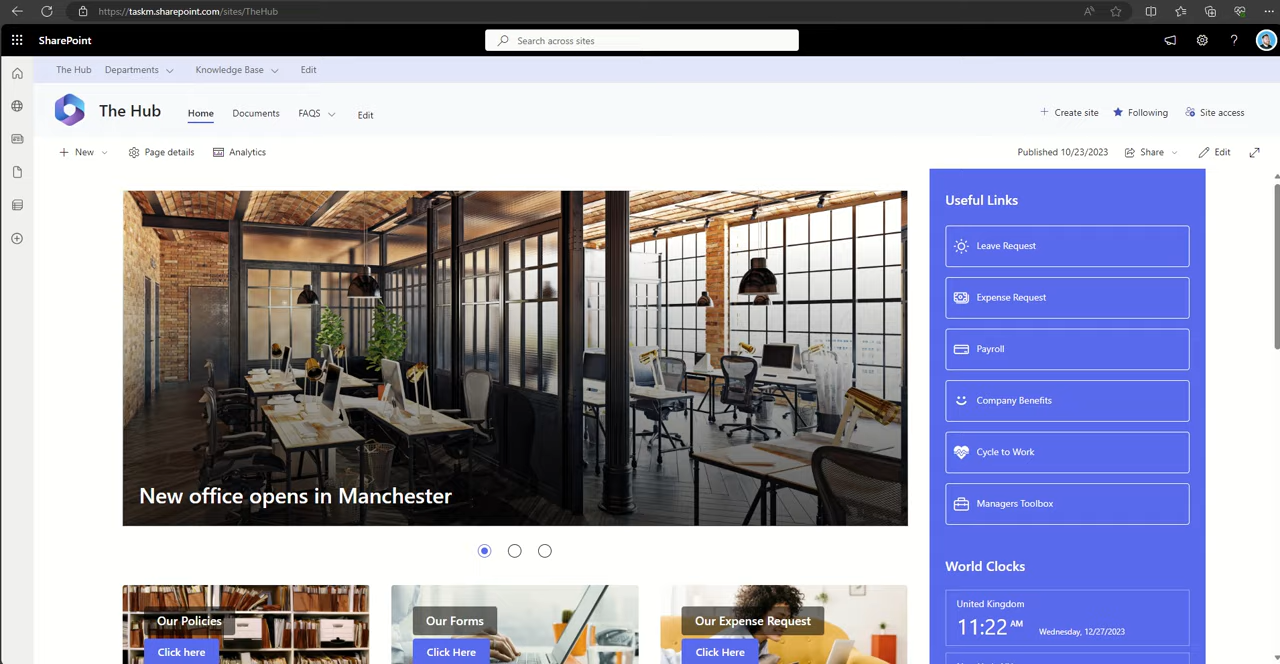 https://taskm.sharepoint.com/sites/TheHub
SharePoint
Search across sites
The Hub Departments Knowledge Base Edit
The Hub Home Documents FAQS Edit
Create site Following Site access
New Page details Analytics
Published 10/23/2023 Share Edit
New office opens in Manchester
Useful Links
Leave Request
Expense Request
Payroll
Company Benefits
Cycle to Work
Managers Toolbox
World Clocks
United Kingdom
11:22 AM Wednesday, 12/27/2023
Our Policies
Click here
Our Forms
Click Here
Our Expense Request
Click Here